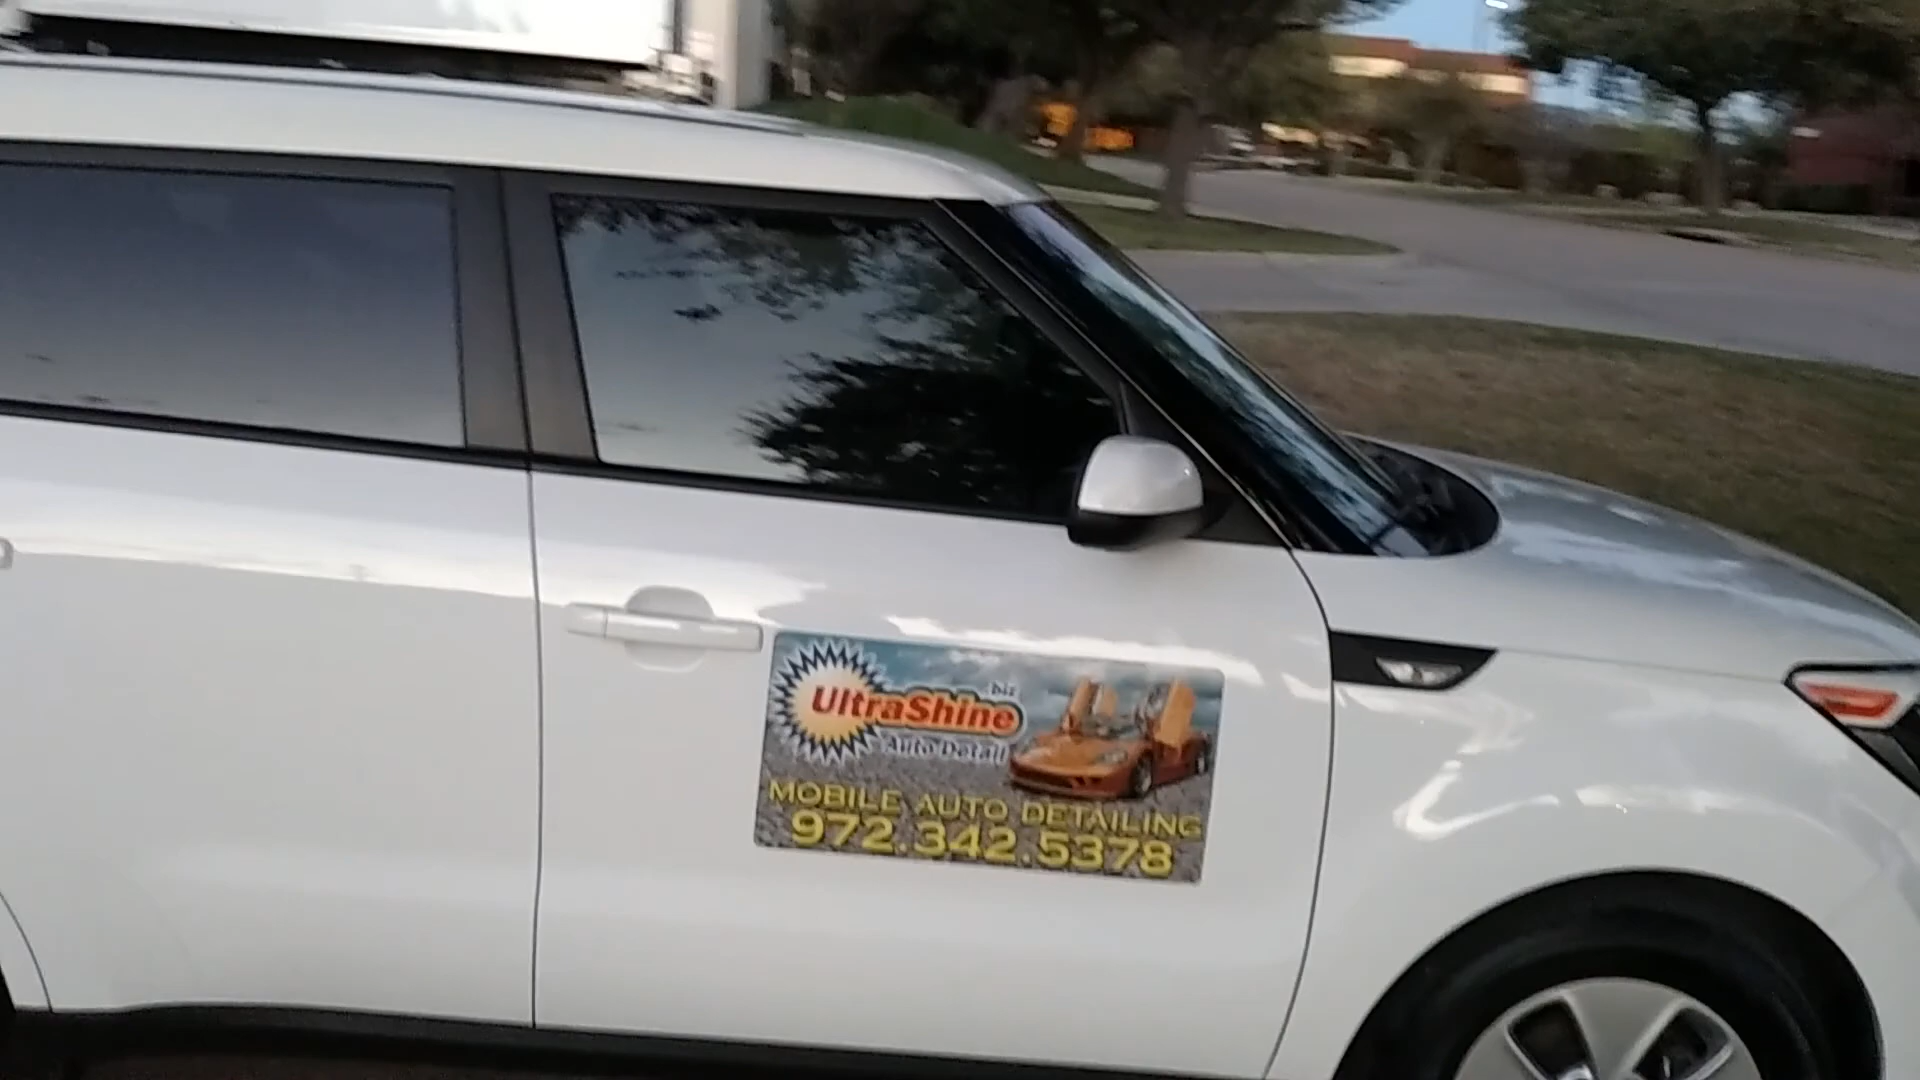 .biz
UltraShine
Auto Detail
MOBILE AUTO DETAILING
972.342.5378